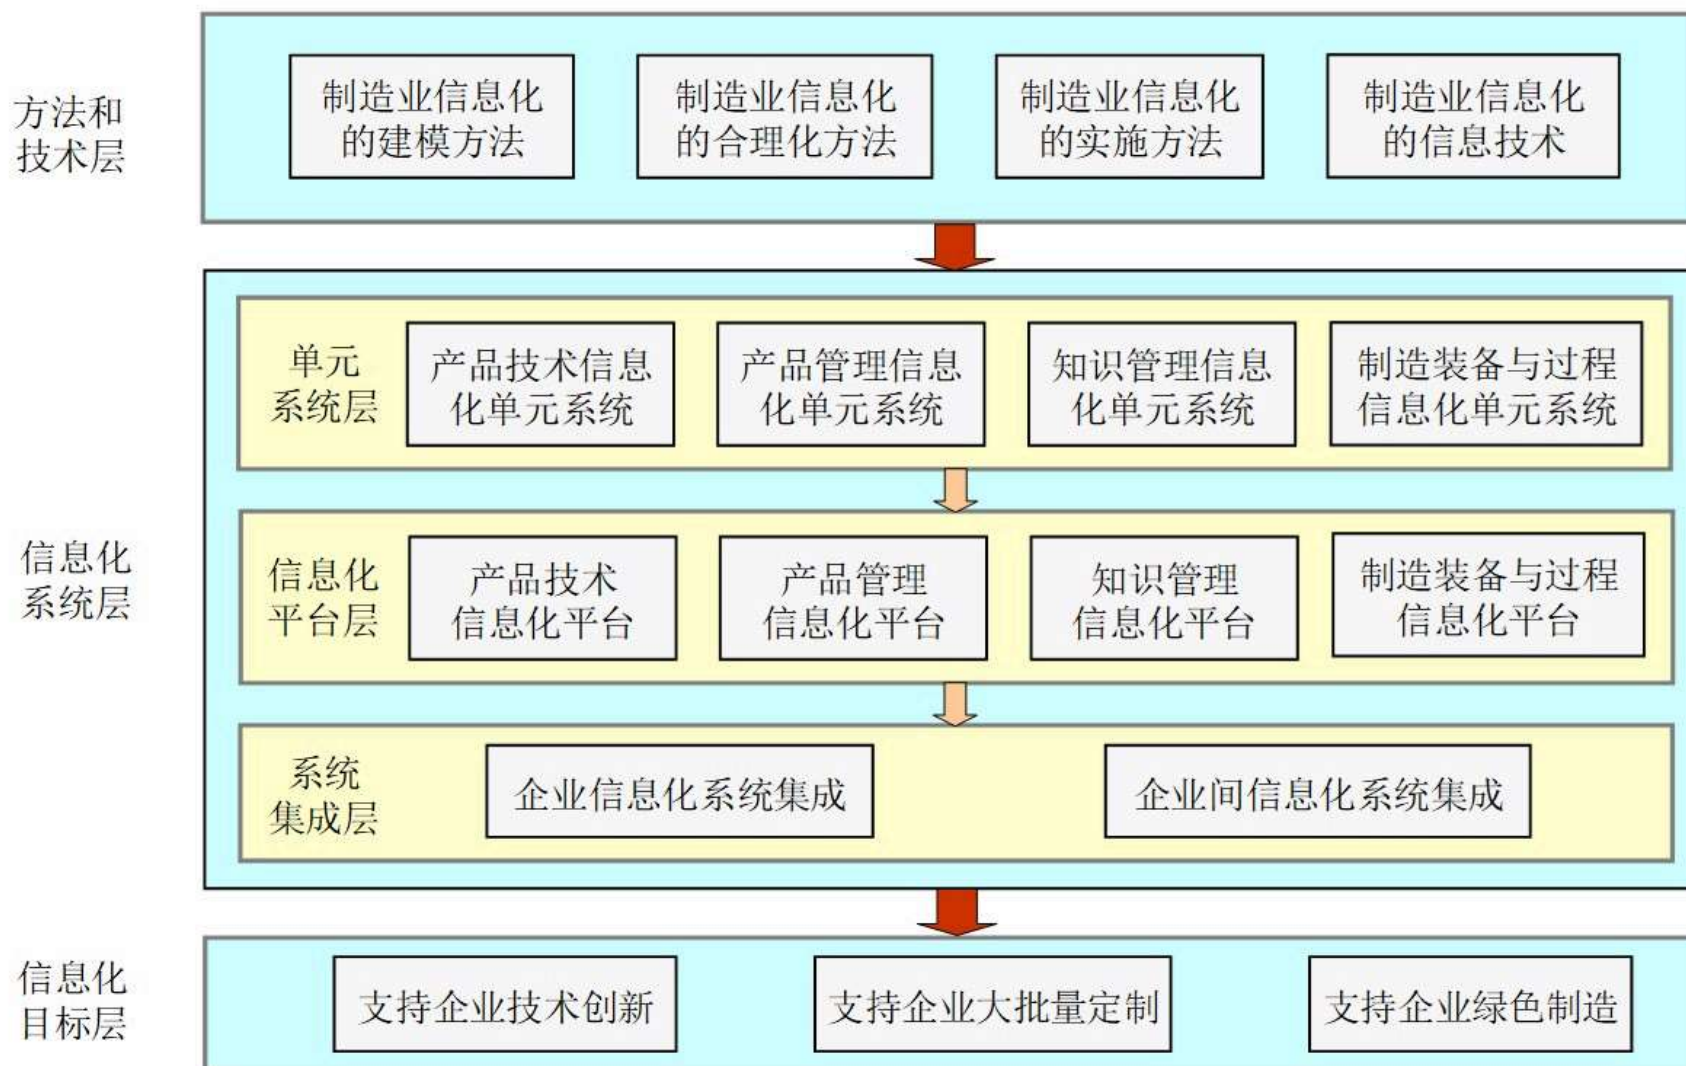 方法和
技术层
制造业信息化
的建模方法
制造业信息化
的合理化方法
制造业信息化
的实施方法
制造业信息化
的信息技术
信息化
系统层
单元
系统层
产品技术信息
化单元系统
产品管理信息
化单元系统
知识管理信息
化单元系统
制造装备与过程
信息化单元系统
信息化
平台层
产品技术
信息化平台
产品管理
信息化平台
知识管理
信息化平台
制造装备与过程
信息化平台
系统
集成层
企业信息化系统集成
企业间信息化系统集成
信息化
目标层
支持企业技术创新
支持企业大批量定制
支持企业绿色制造